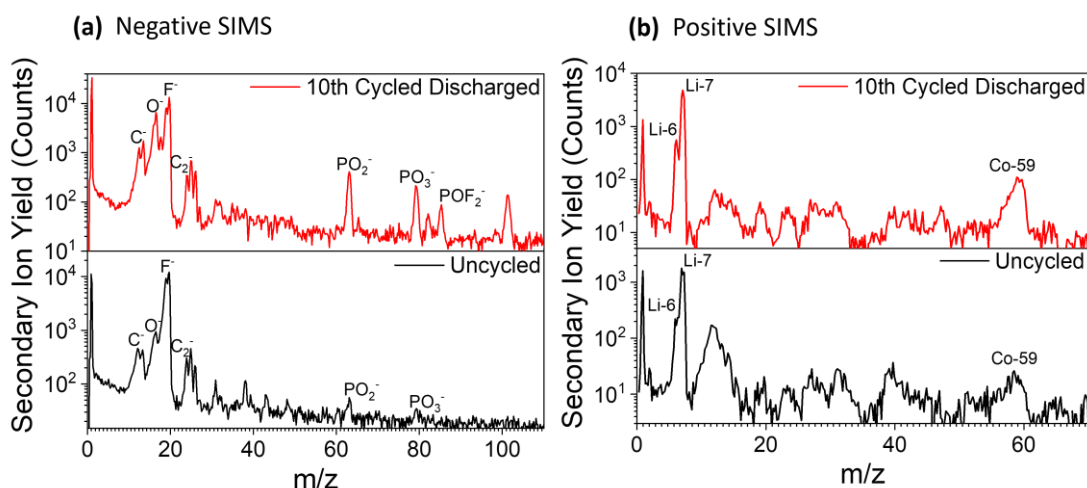 (a) Negative SIMS
10th Cycled Discharged
F⁻
O⁻
C⁻
C₂⁻
PO₂⁻
PO₃⁻
POF₂⁻
10⁴
10³
10²
10¹
Uncycled
F⁻
O⁻
C⁻
C₂⁻
PO₂⁻
PO₃⁻
10⁴
10³
10²
0 20 40 60 80 100
m/z
Secondary Ion Yield (Counts)
(b) Positive SIMS
10th Cycled Discharged
Li-7
Li-6
Co-59
10⁴
10³
10²
10¹
Uncycled
Li-7
Li-6
Co-59
10³
10²
10¹
0 20 40 60
m/z
Secondary Ion Yield (Counts)